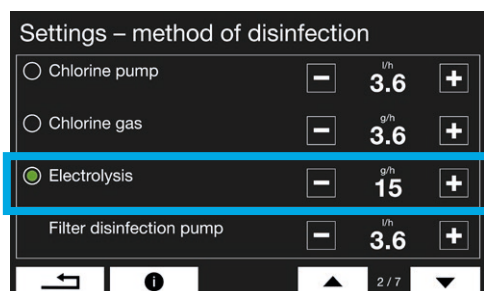 Settings – method of disinfection
Chlorine pump − l/h 3.6 +
Chlorine gas − g/h 3.6 +
Electrolysis − g/h 15 +
Filter disinfection pump − l/h 3.6 +
i 2 / 7